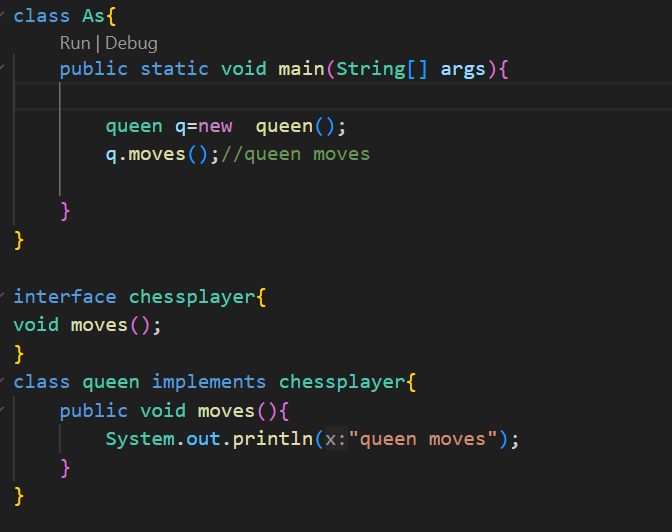 class As{
Run | Debug
public static void main(String[] args){
queen q=new  queen();
q.moves();//queen moves
}
}
interface chessplayer{
void moves();
}
class queen implements chessplayer{
public void moves(){
System.out.println(x:"queen moves");
}
}